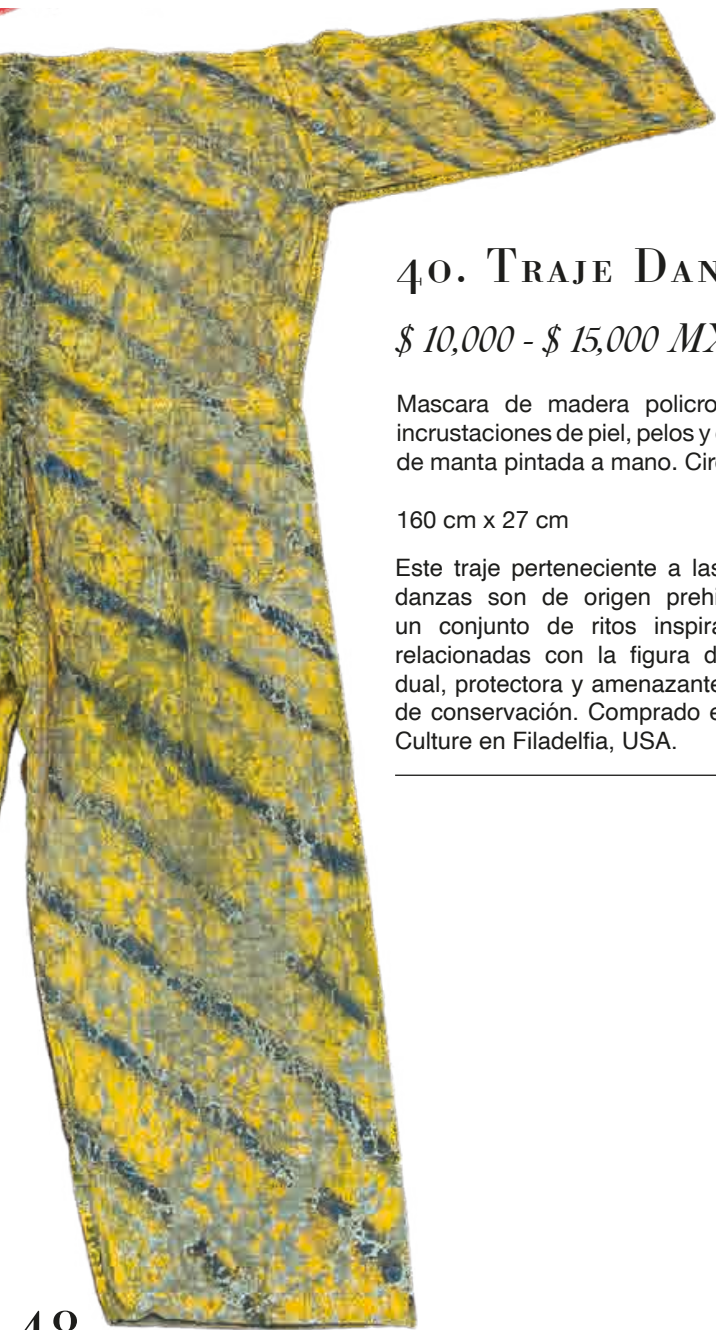 40. Traje Dan
$ 10,000 - $ 15,000 MX
Mascara de madera policro
incrustaciones de piel, pelos y
de manta pintada a mano. Cir
160 cm x 27 cm
Este traje perteneciente a las
danzas son de origen prehi
un conjunto de ritos inspira
relacionadas con la figura d
dual, protectora y amenazante
de conservación. Comprado e
Culture en Filadelfia, USA.